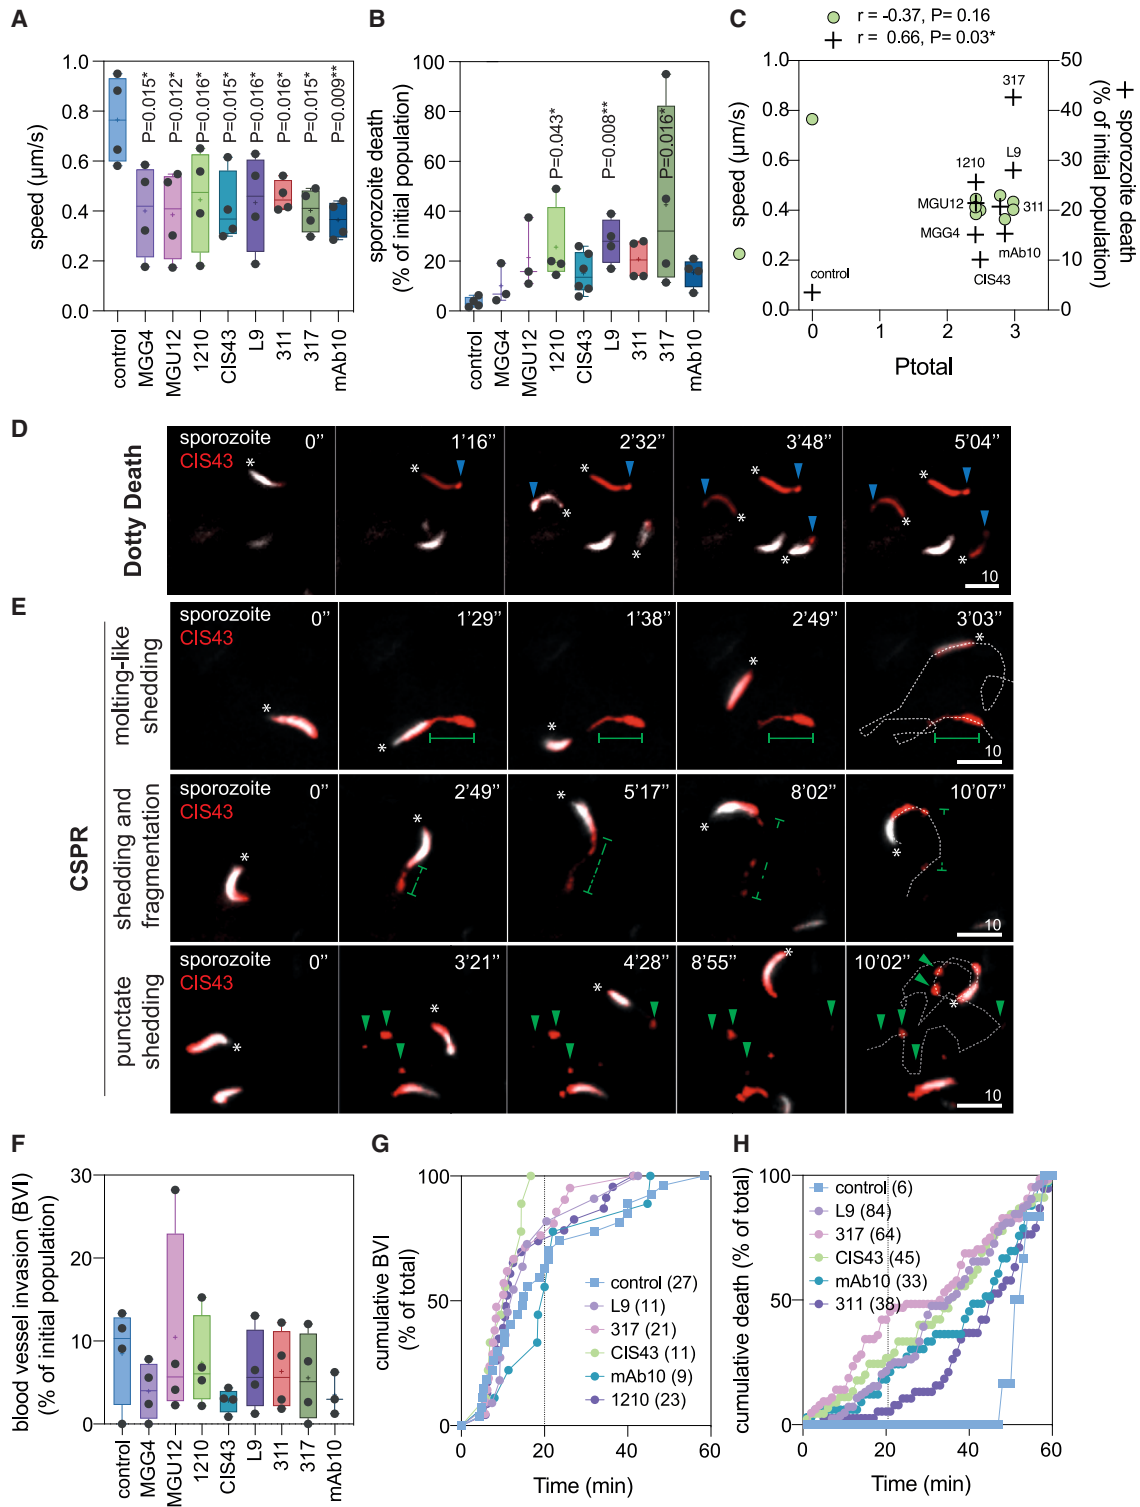 A
speed (μm/s)
1.0
0.8
0.6
0.4
0.2
0.0
P=0.015*
P=0.012*
P=0.016*
P=0.015*
P=0.016*
P=0.016*
P=0.015*
P=0.009**
control
MGG4
MGU12
1210
CIS43
L9
311
317
mAb10
B
sporozoite death
(% of initial population)
100
80
60
40
20
0
P=0.043*
P=0.008**
P=0.016*
control
MGG4
MGU12
1210
CIS43
L9
311
317
mAb10
C
r = -0.37, P= 0.16
r = 0.66, P= 0.03*
speed (μm/s)
1.0
0.8
0.6
0.4
0.2
0.0
50
40
30
20
10
0
sporozoite death
(% of initial population)
317
L9
1210
MGU12
311
MGG4
mAb10
CIS43
control
0
1
2
3
Ptotal
D
Dotty Death
sporozoite
CIS43
0’’
1’16’’
2’32’’
3’48’’
5’04’’
*
*
*
*
*
*
*
*
*
*
*
*
10
E
CSPR
molting-like
shedding
sporozoite
CIS43
0’’
1’29’’
1’38’’
2’49’’
3’03’’
*
*
*
*
*
10
shedding and
fragmentation
sporozoite
CIS43
0’’
2’49’’
5’17’’
8’02’’
10’07’’
*
*
*
*
*
10
punctate
shedding
sporozoite
CIS43
0’’
3’21’’
4’28’’
8’55’’
10’02’’
*
*
*
*
*
10
F
blood vessel invasion (BVI)
(% of initial population)
30
20
10
0
control
MGG4
MGU12
1210
CIS43
L9
311
317
mAb10
G
cumulative BVI
(% of total)
100
50
0
control (27)
L9 (11)
317 (21)
CIS43 (11)
mAb10 (9)
1210 (23)
0
20
40
60
Time (min)
H
cumulative death (% of total)
100
50
0
control (6)
L9 (84)
317 (64)
CIS43 (45)
mAb10 (33)
311 (38)
0
20
40
60
Time (min)